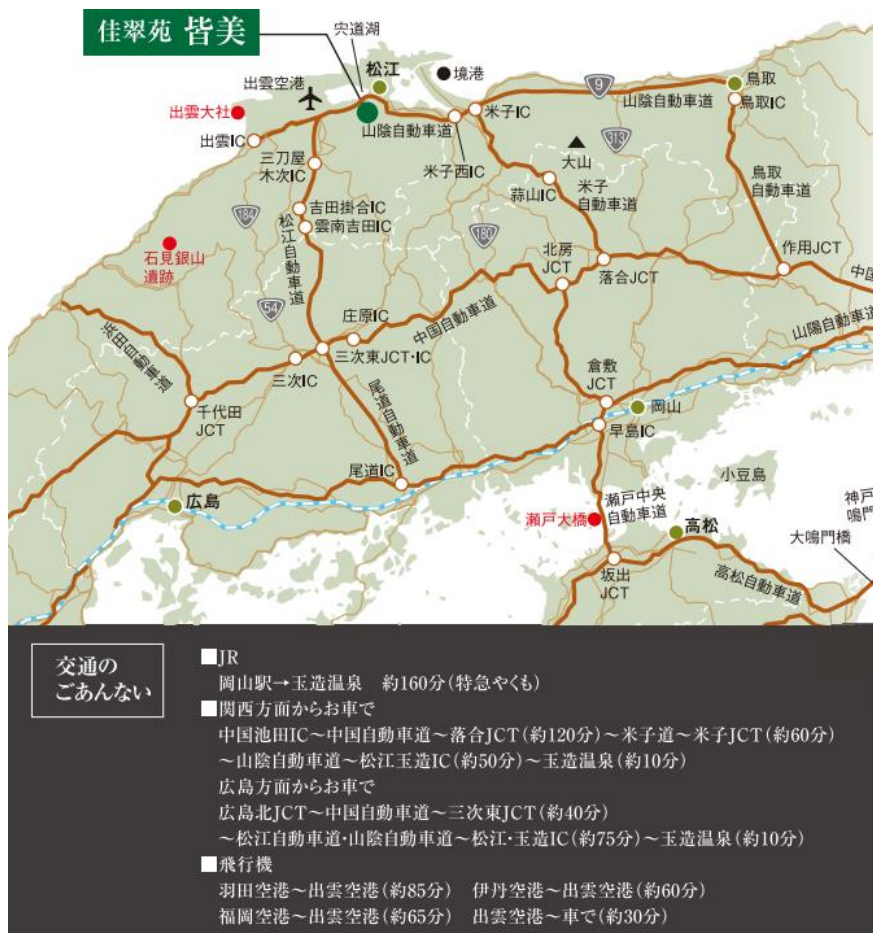 佳翠苑 皆美
宍道湖
松江
境港
鳥取
出雲空港
9
山陰自動車道
鳥取IC
出雲大社
米子IC
出雲IC
山陰自動車道
313
三刀屋
木次IC
米子西IC
大山
鳥取
自動車道
蒜山IC
米子
自動車道
184
吉田掛合IC
雲南吉田IC
180
松江自動車道
石見銀山
遺跡
北房
JCT
落合JCT
作用JCT
中国
54
庄原IC
中国自動車道
山陽自動車道
浜田自動車道
三次東JCT・IC
三次IC
倉敷
JCT
千代田
JCT
尾道自動車道
岡山
早島IC
尾道IC
小豆島
広島
瀬戸中央
自動車道
瀬戸大橋
高松
神戸
鳴門
大鳴門橋
坂出
JCT
高松自動車道
交通の
ごあんない
■JR
岡山駅→玉造温泉 約160分(特急やくも)
■関西方面からお車で
中国池田IC〜中国自動車道〜落合JCT(約120分)〜米子道〜米子JCT(約60分)
〜山陰自動車道〜松江玉造IC(約50分)〜玉造温泉(約10分)
広島方面からお車で
広島北JCT〜中国自動車道〜三次東JCT(約40分)
〜松江自動車道・山陰自動車道〜松江・玉造IC(約75分)〜玉造温泉(約10分)
■飛行機
羽田空港〜出雲空港(約85分) 伊丹空港〜出雲空港(約60分)
福岡空港〜出雲空港(約65分) 出雲空港〜車で(約30分)